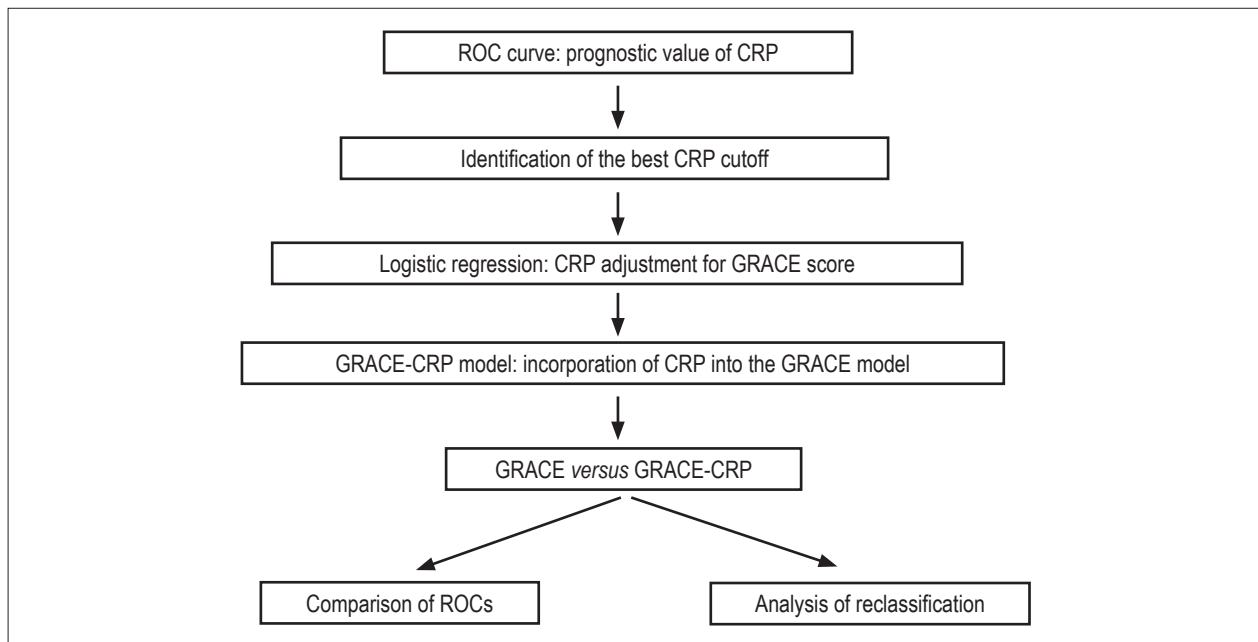 ROC curve: prognostic value of CRP
Identification of the best CRP cutoff
Logistic regression: CRP adjustment for GRACE score
GRACE-CRP model: incorporation of CRP into the GRACE model
GRACE versus GRACE-CRP
Comparison of ROCs
Analysis of reclassification